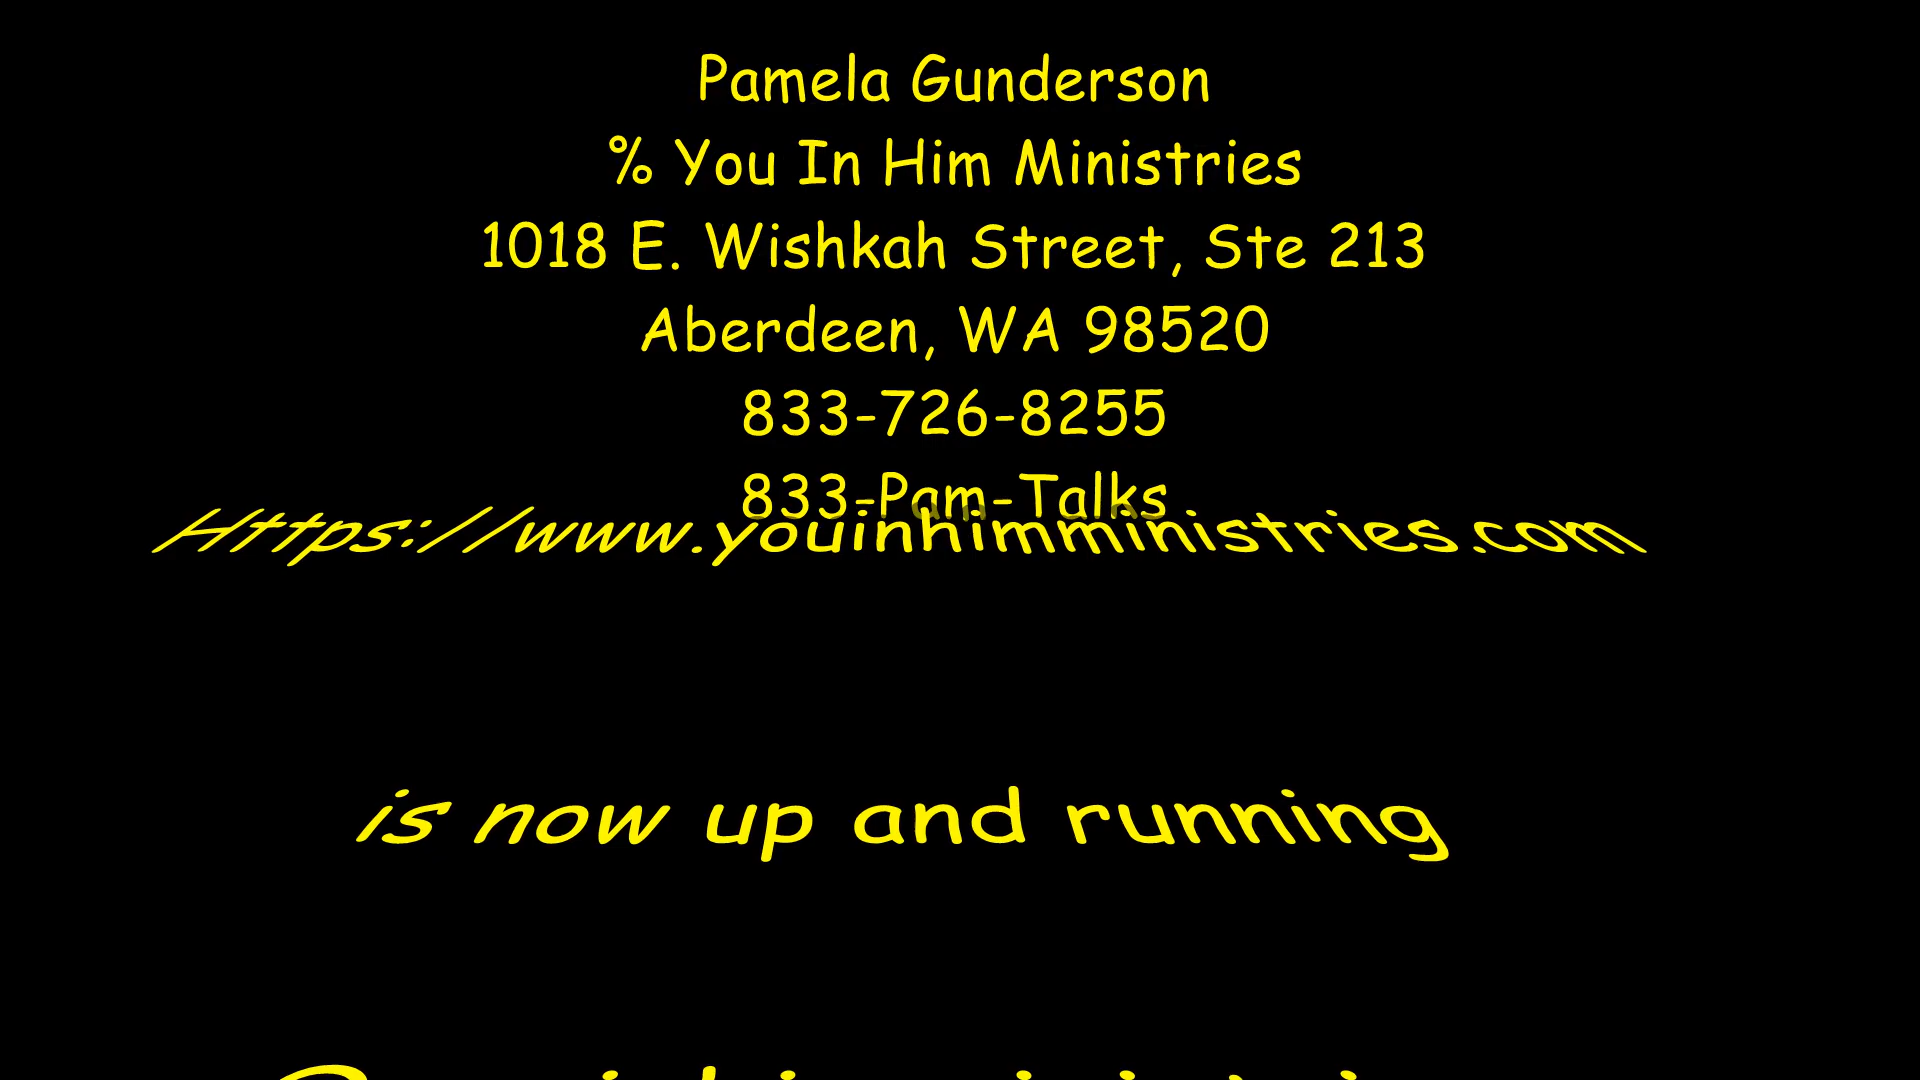 Pamela Gunderson
% You In Him Ministries
1018 E. Wishkah Street, Ste 213
Aberdeen, WA 98520
833-726-8255
833-Pam-Talks
Https://www.youinhimministries.com
is now up and running